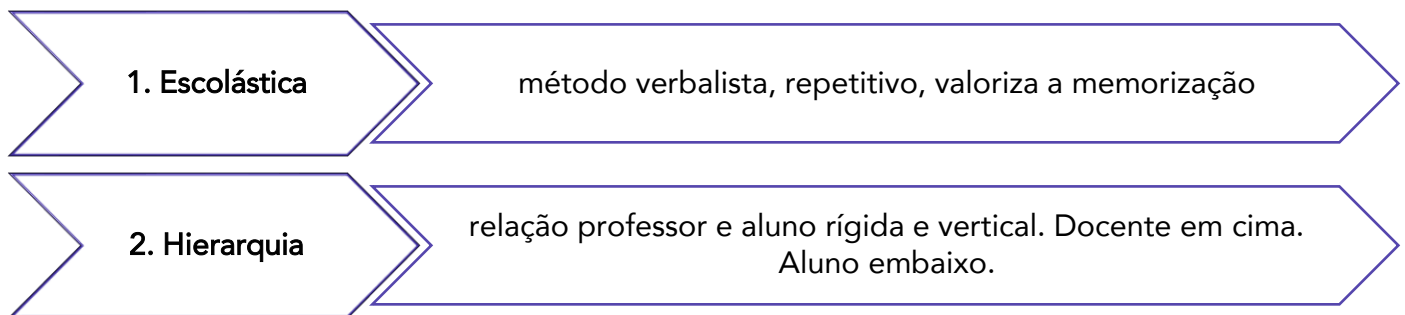 1. Escolástica
método verbalista, repetitivo, valoriza a memorização
2. Hierarquia
relação professor e aluno rígida e vertical. Docente em cima.
Aluno embaixo.